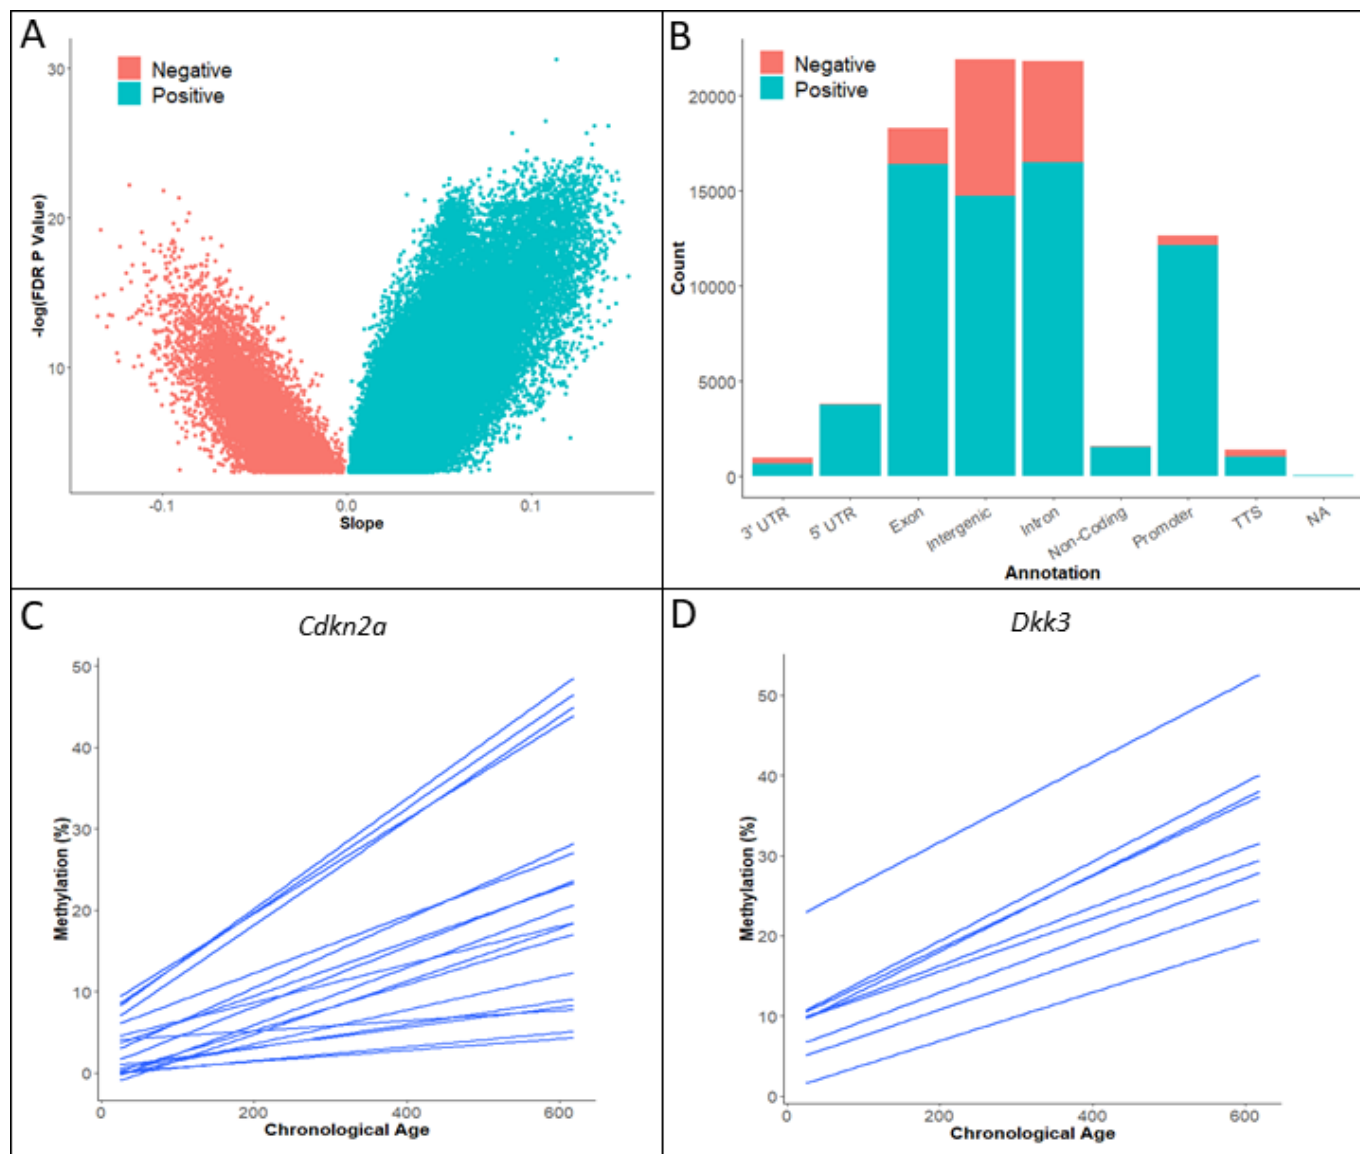 A
Negative
Positive
30
20
10
-log(FDR P Value)
-0.1
0.0
0.1
Slope
B
Negative
Positive
20000
15000
10000
5000
0
Count
3' UTR
5' UTR
Exon
Intergenic
Intron
Non-Coding
Promoter
TTS
NA
Annotation
C
Cdkn2a
50
40
30
20
10
0
Methylation (%)
0
200
400
600
Chronological Age
D
Dkk3
50
40
30
20
10
0
Methylation (%)
0
200
400
600
Chronological Age